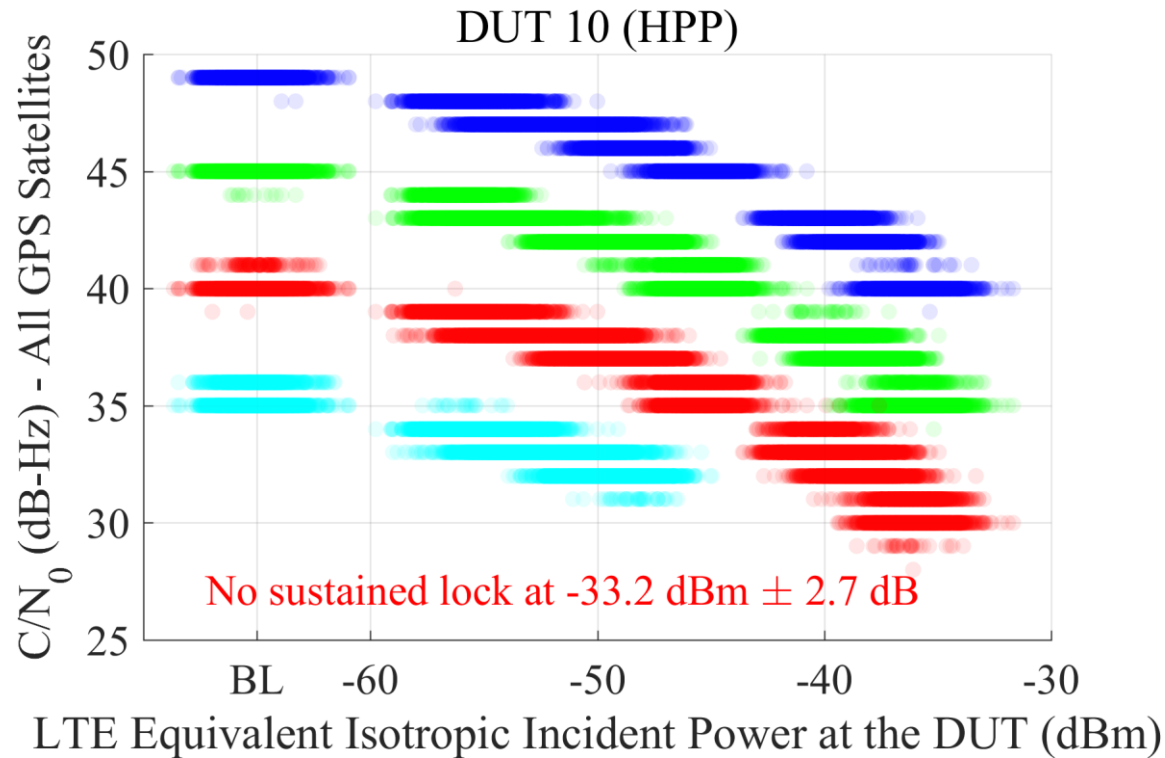 DUT 10 (HPP)
C/N0 (dB-Hz) - All GPS Satellites
50
45
40
35
30
25
No sustained lock at -33.2 dBm ± 2.7 dB
BL -60 -50 -40 -30
LTE Equivalent Isotropic Incident Power at the DUT (dBm)